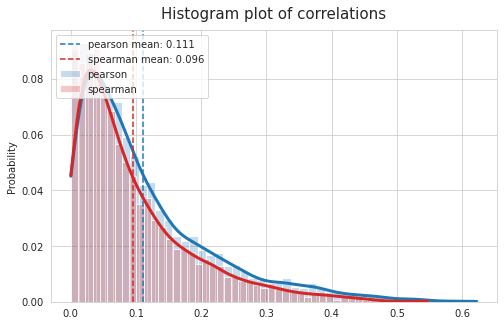 Histogram plot of correlations
pearson mean: 0.111
spearman mean: 0.096
pearson
spearman
Probability
0.08
0.06
0.04
0.02
0.00
0.0 0.1 0.2 0.3 0.4 0.5 0.6